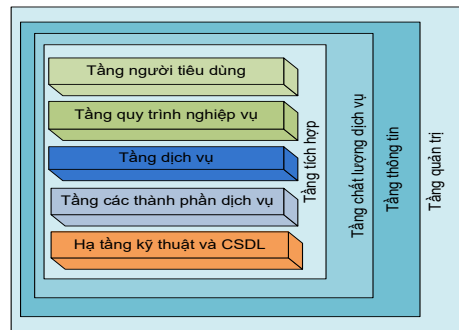 Tầng người tiêu dùng
Tầng quy trình nghiệp vụ
Tầng dịch vụ
Tầng các thành phần dịch vụ
Hạ tầng kỹ thuật và CSDL
Tầng tích hợp
Tầng chất lượng dịch vụ
Tầng thông tin
Tầng quản trị